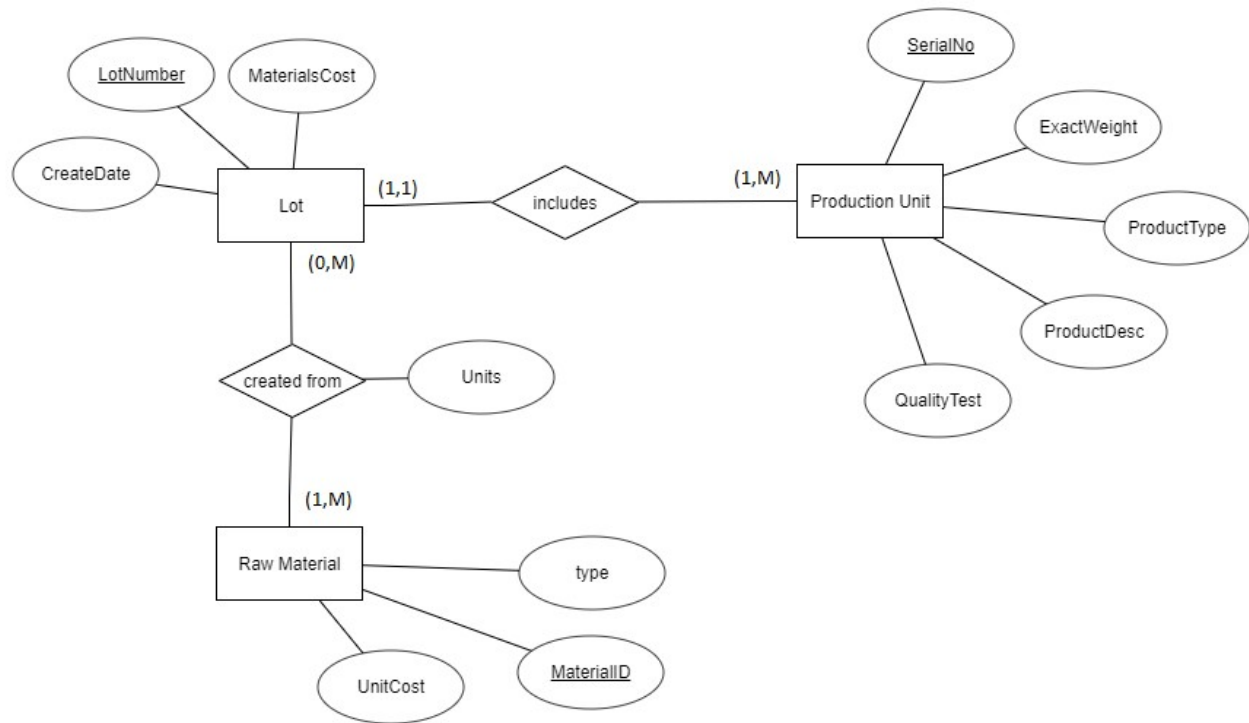 SerialNo
LotNumber
MaterialsCost
ExactWeight
CreateDate
(1,1)
(1,M)
Lot
includes
Production Unit
ProductType
(0,M)
ProductDesc
created from
Units
QualityTest
(1,M)
Raw Material
type
UnitCost
MaterialID